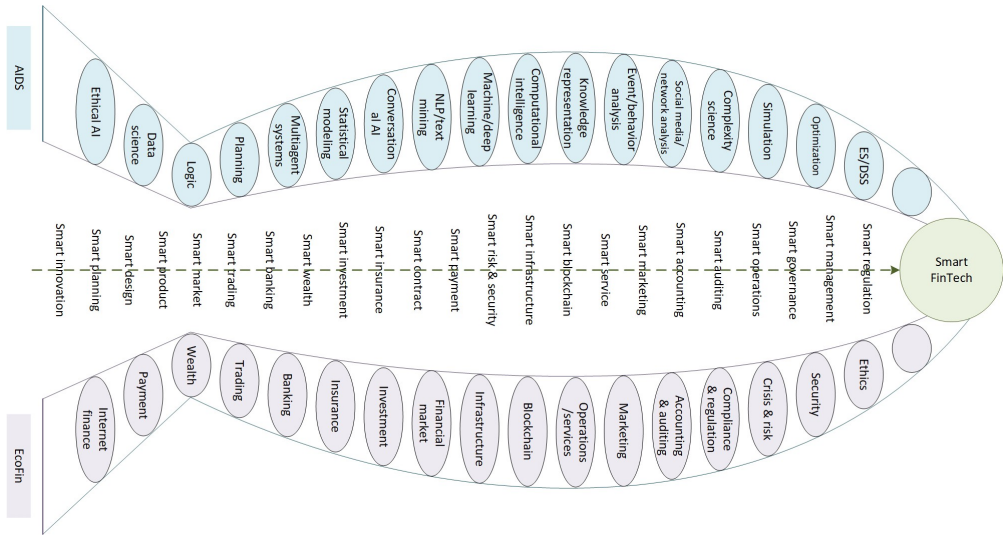 AIDS
Ethical AI
Data
science
Logic
Planning
Multiagent
systems
Statistical
modeling
Conversation
al AI
NLP/text
mining
Machine/deep
learning
Computational
intelligence
Knowledge
representation
Event/behavior
analysis
Social media/
network analysis
Complexity
science
Simulation
Optimization
ES/DSS
Smart innovation
Smart planning
Smart design
Smart product
Smart market
Smart trading
Smart banking
Smart wealth
Smart investment
Smart insurance
Smart contract
Smart payment
Smart risk & security
Smart infrastructure
Smart blockchain
Smart service
Smart marketing
Smart accounting
Smart auditing
Smart operations
Smart governance
Smart management
Smart regulation
Smart
FinTech
EcoFin
Internet
finance
Payment
Wealth
Trading
Banking
Insurance
Investment
Financial
market
Infrastructure
Blockchain
Operations
/services
Marketing
Accounting
& auditing
Compliance
& regulation
Crisis & risk
Security
Ethics